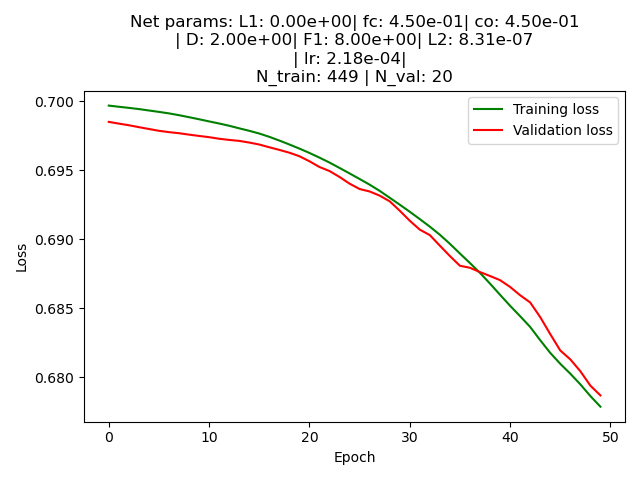 Net params: L1: 0.00e+00| fc: 4.50e-01| co: 4.50e-01
| D: 2.00e+00| F1: 8.00e+00| L2: 8.31e-07
| lr: 2.18e-04|
N_train: 449 | N_val: 20
Training loss
Validation loss
Loss
0.700
0.695
0.690
0.685
0.680
0 10 20 30 40 50
Epoch